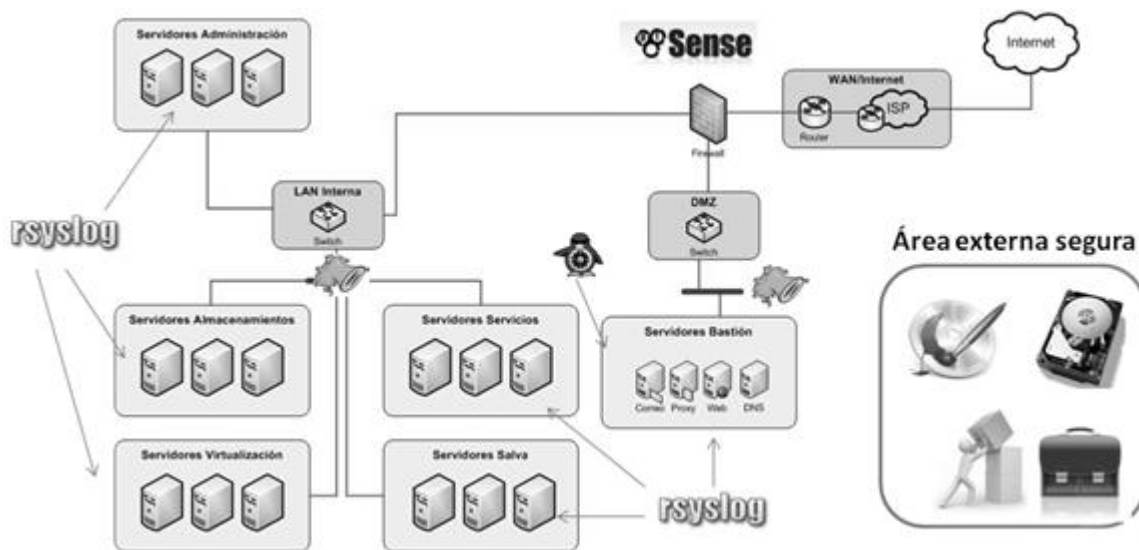 Servidores Administración
Sense
Internet
WAN/Internet
ISP
Router
Firewall
LAN Interna
Switch
DMZ
Switch
rsyslog
Área externa segura
Servidores Almacenamientos
Servidores Servicios
Servidores Bastión
Correo
Proxy
Web
DNS
Servidores Virtualización
Servidores Salva
rsyslog